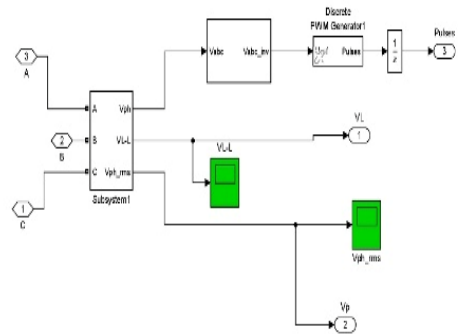 Discrete
PWM Generator1
Pulses
3
Vabc
Vabc_inv
Pulses
1
z
3
A
A
Vph
2
B
B
VL-L
C
Vph_rms
1
C
Subsystem1
VL
1
VL-L
Vph_rms
Vp
2